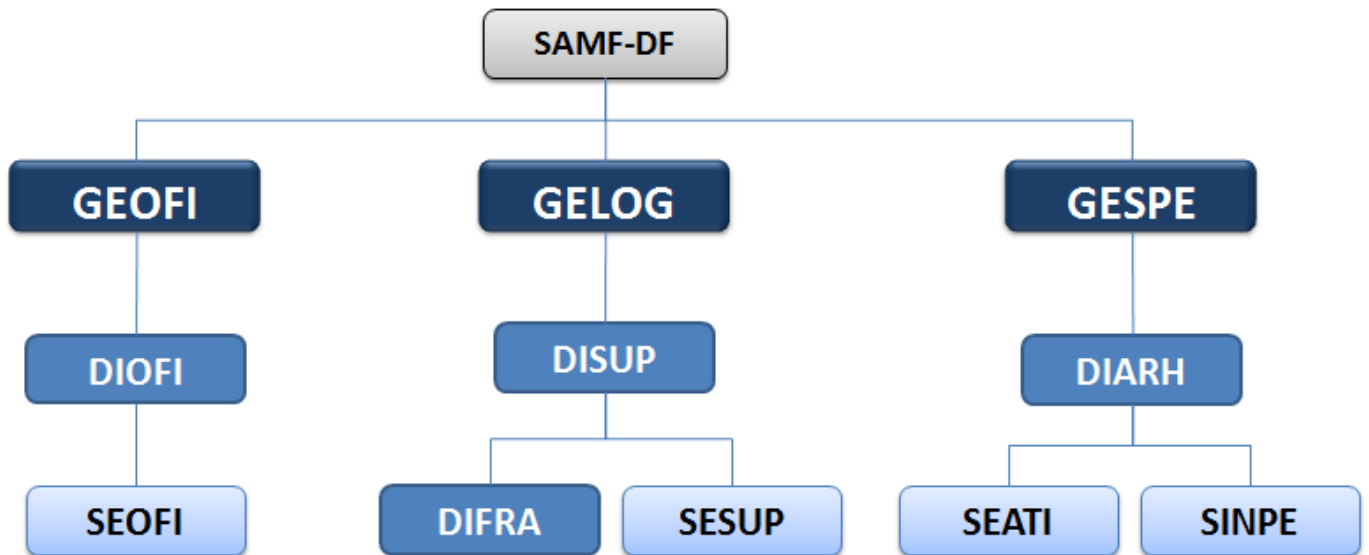 SAMF-DF
GEOFI
GELOG
GESPE
DIOFI
DISUP
DIARH
SEOFI
DIFRA
SESUP
SEATI
SINPE